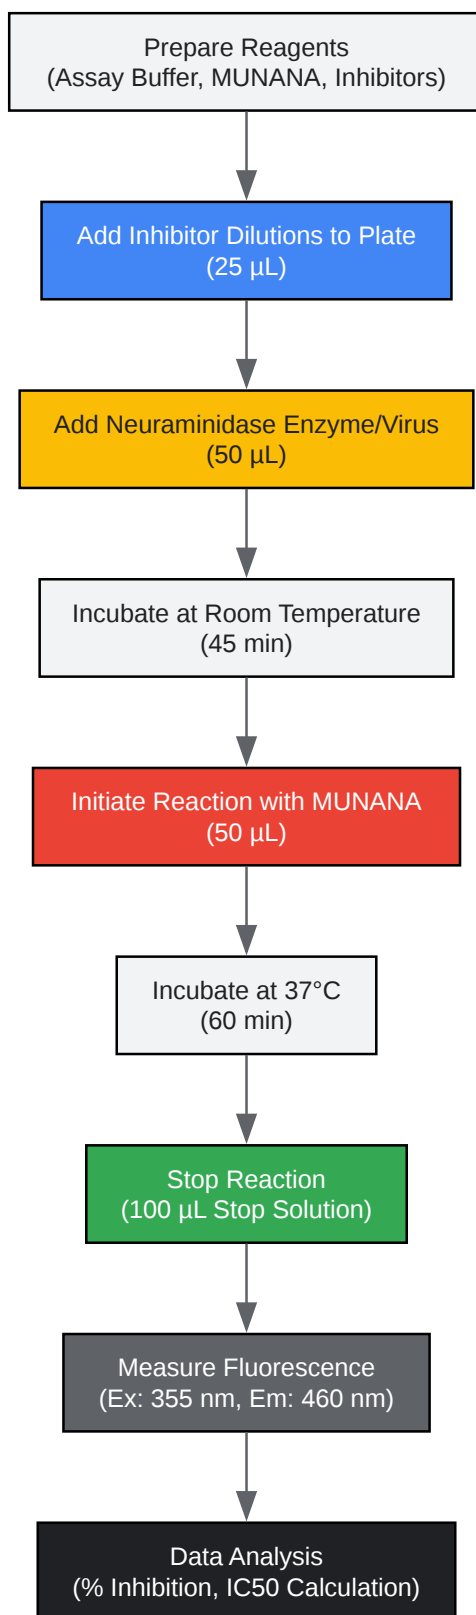 Prepare Reagents
(Assay Buffer, MUNANA, Inhibitors)
Add Inhibitor Dilutions to Plate
(25 µL)
Add Neuraminidase Enzyme/Virus
(50 µL)
Incubate at Room Temperature
(45 min)
Initiate Reaction with MUNANA
(50 µL)
Incubate at 37°C
(60 min)
Stop Reaction
(100 µL Stop Solution)
Measure Fluorescence
(Ex: 355 nm, Em: 460 nm)
Data Analysis
(% Inhibition, IC50 Calculation)